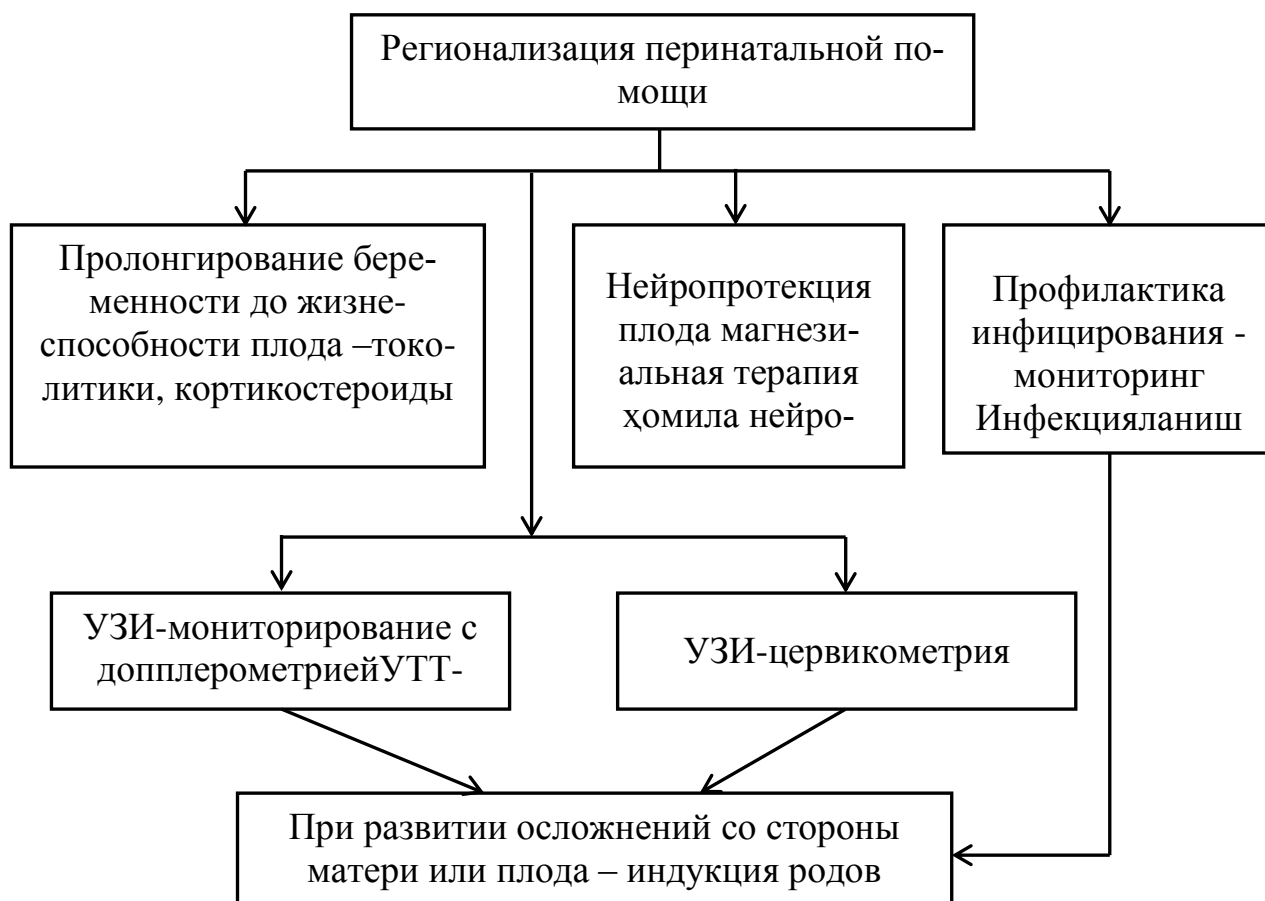 Регионализация перинатальной по-
мощи
Пролонгирование бере-
менности до жизне-
способности плода –токо-
литики, кортикостероиды
Нейропротекция
плода магнези-
альная терапия
ҳомила нейро-
Профилактика
инфицирования -
мониторинг
Инфекцияланиш
УЗИ-мониторирование с
допплерометриейУТТ-
УЗИ-цервикометрия
При развитии осложнений со стороны
матери или плода – индукция родов